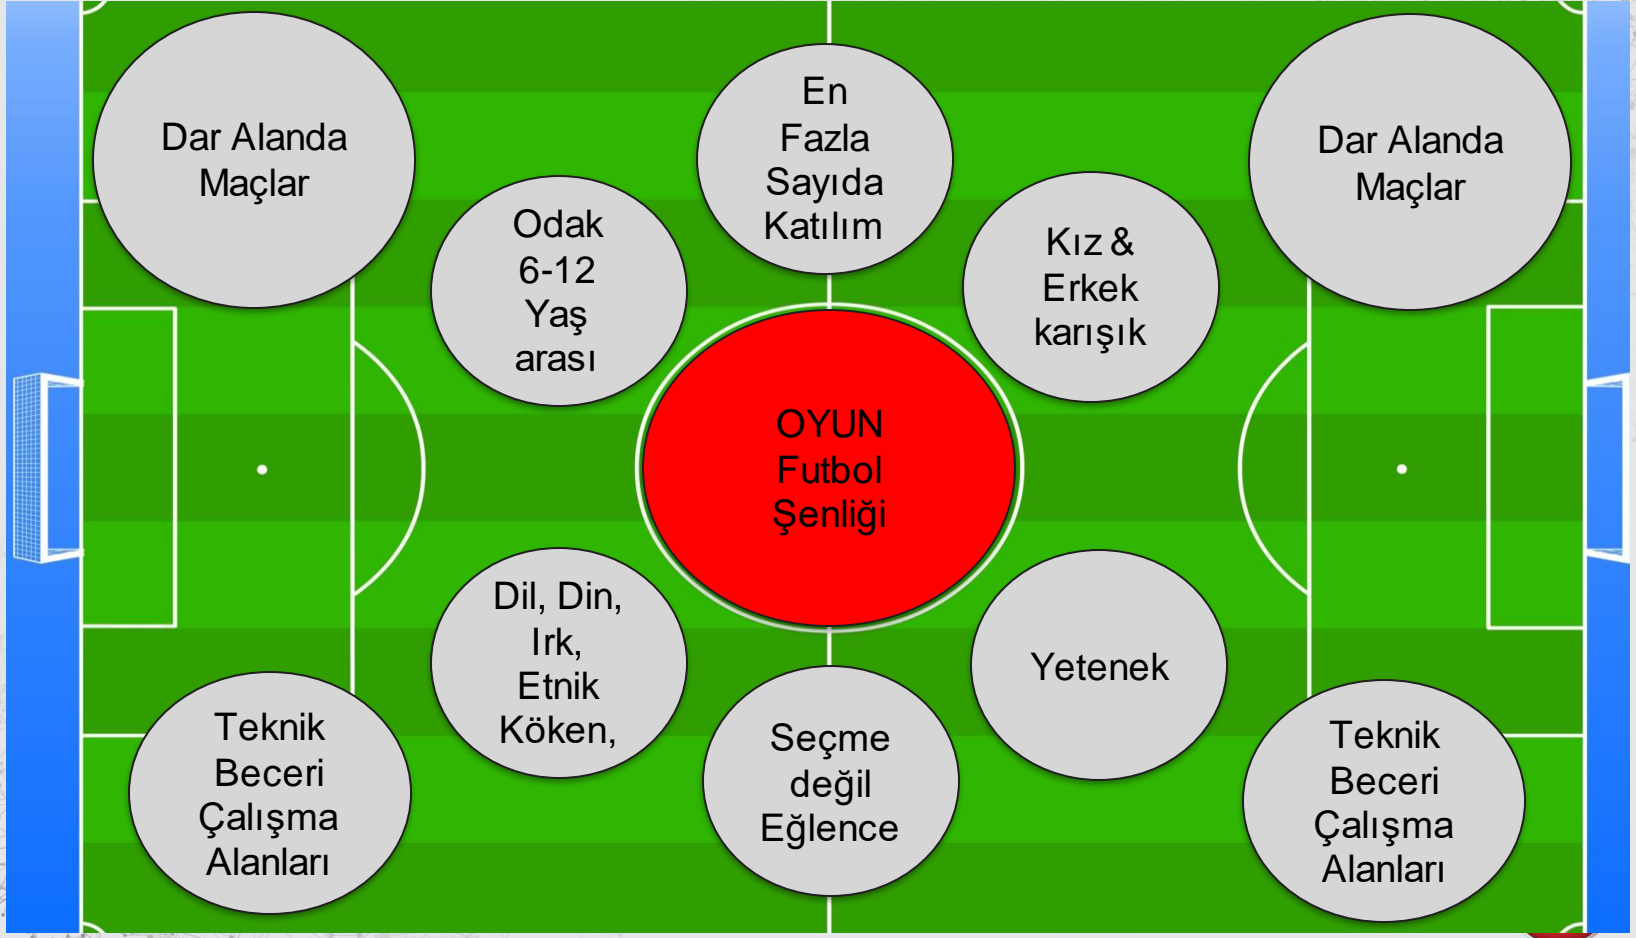 Dar Alanda
Maçlar
En
Fazla
Sayıda
Katılım
Dar Alanda
Maçlar
Odak
6-12
Yaş
arası
Kız &
Erkek
karışık
OYUN
Futbol
Şenliği
Dil, Din,
Irk,
Etnik
Köken,
Yetenek
Teknik
Beceri
Çalışma
Alanları
Seçme
değil
Eğlence
Teknik
Beceri
Çalışma
Alanları